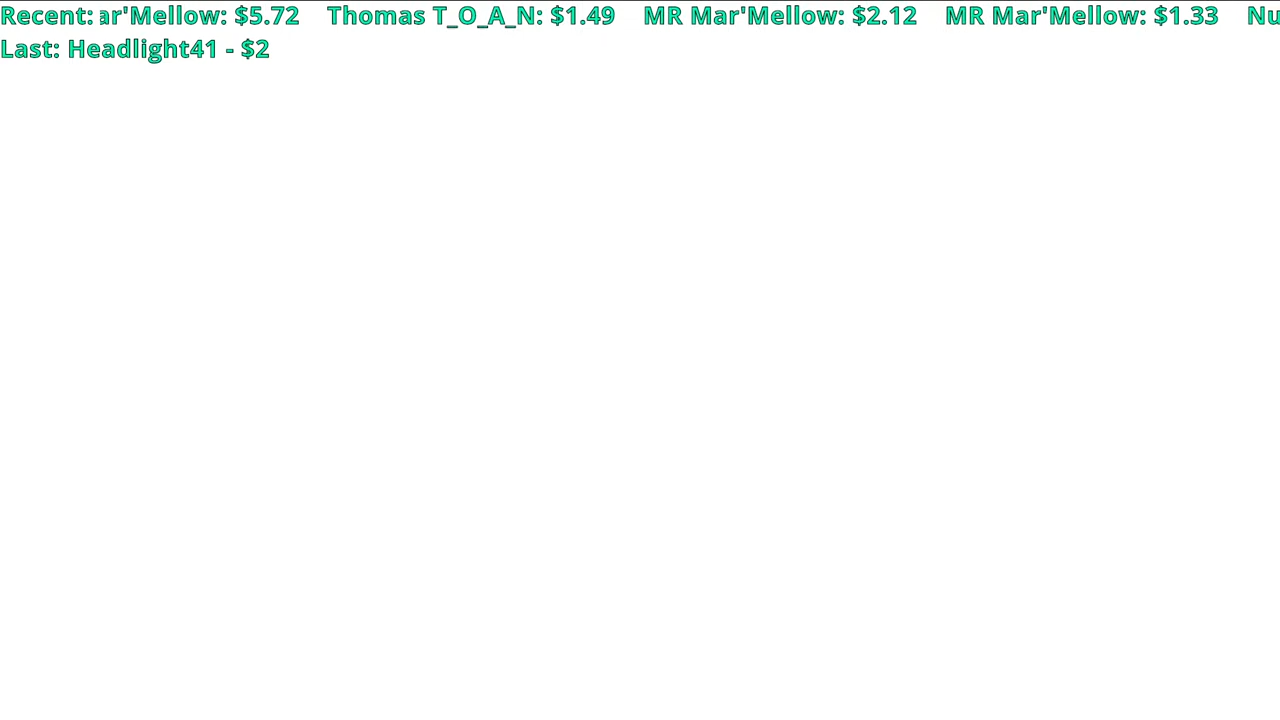 Recent: ar'Mellow: $5.72 Thomas T_O_A_N: $1.49 MR Mar'Mellow: $2.12 MR Mar'Mellow: $1.33 Nu
Last: Headlight41 - $2